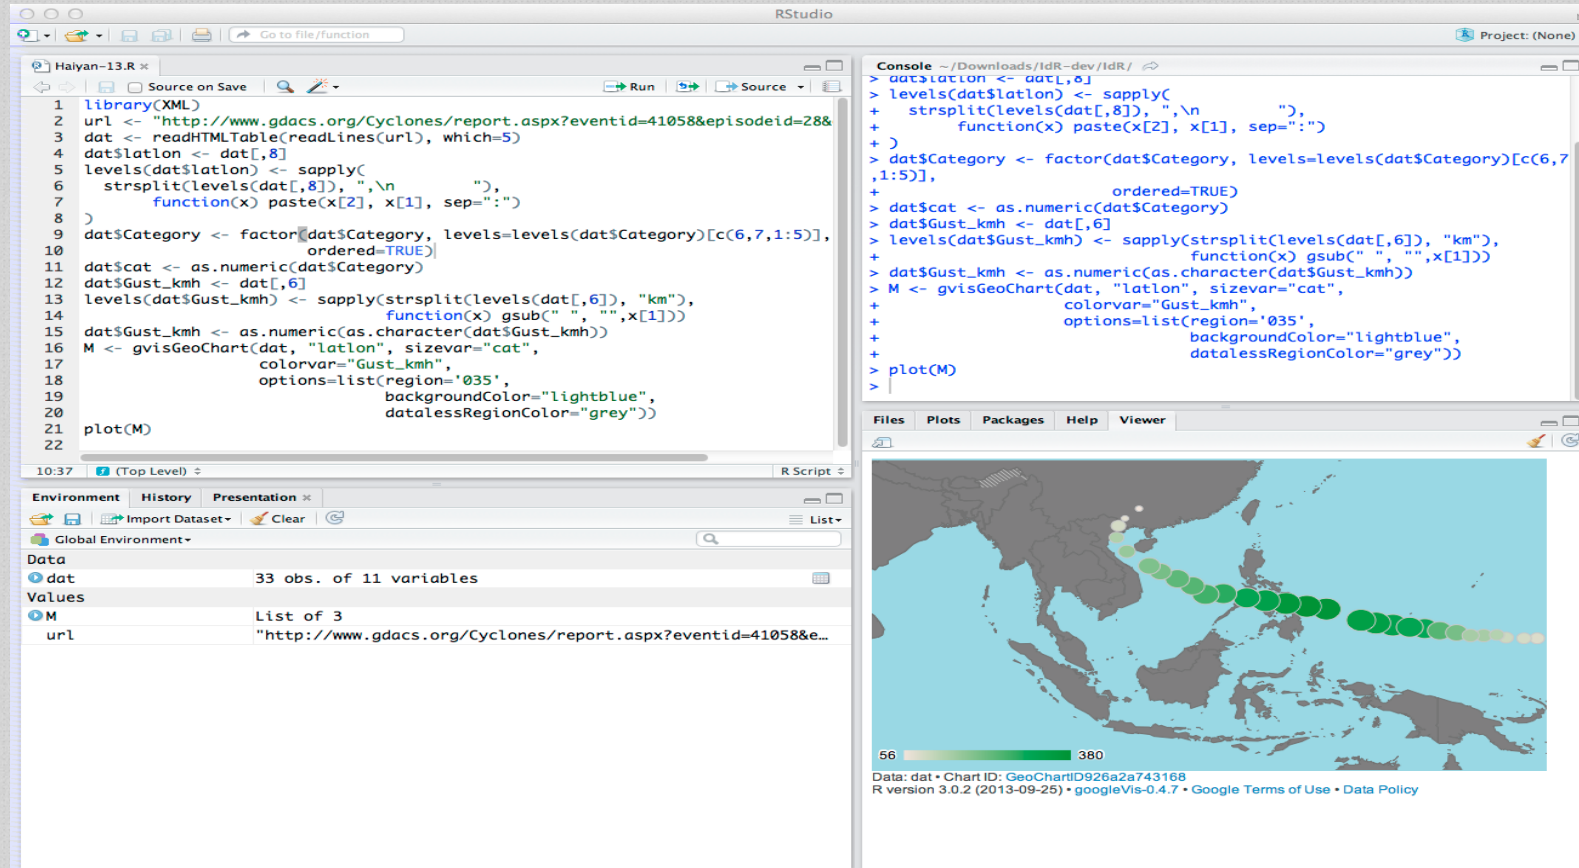 RStudio
Go to file/function
Project: (None)
Haiyan-13.R
Source on Save
Run
Source
1 library(XML)
2 url <- "http://www.gdacs.org/Cyclones/report.aspx?eventid=41058&episodeid=28&
3 dat <- readHTMLTable(readLines(url), which=5)
4 dat$latlon <- dat[,8]
5 levels(dat$latlon) <- sapply(
6 strsplit(levels(dat[,8]), ",\n        "),
7 function(x) paste(x[2], x[1], sep=":")
8 )
9 dat$Category <- factor(dat$Category, levels=levels(dat$Category)[c(6,7,1:5)],
10 ordered=TRUE)
11 dat$cat <- as.numeric(dat$Category)
12 dat$Gust_kmh <- dat[,6]
13 levels(dat$Gust_kmh) <- sapply(strsplit(levels(dat[,6]), "km"),
14 function(x) gsub(" ", "",x[1]))
15 dat$Gust_kmh <- as.numeric(as.character(dat$Gust_kmh))
16 M <- gvisGeoChart(dat, "latlon", sizevar="cat",
17 colorvar="Gust_kmh",
18 options=list(region='035',
19 backgroundColor="lightblue",
20 datalessRegionColor="grey"))
21 plot(M)
22
10:37 (Top Level) R Script
Environment History Presentation
Import Dataset Clear List
Global Environment
Data
dat 33 obs. of 11 variables
Values
M List of 3
url "http://www.gdacs.org/Cyclones/report.aspx?eventid=41058&e…
Console ~/Downloads/IdR-dev/IdR/
> dat$latlon <- dat[,8]
> levels(dat$latlon) <- sapply(
+ strsplit(levels(dat[,8]), ",\n        "),
+ function(x) paste(x[2], x[1], sep=":")
+ )
> dat$Category <- factor(dat$Category, levels=levels(dat$Category)[c(6,7
,1:5)],
+ ordered=TRUE)
> dat$cat <- as.numeric(dat$Category)
> dat$Gust_kmh <- dat[,6]
> levels(dat$Gust_kmh) <- sapply(strsplit(levels(dat[,6]), "km"),
+ function(x) gsub(" ", "",x[1]))
> dat$Gust_kmh <- as.numeric(as.character(dat$Gust_kmh))
> M <- gvisGeoChart(dat, "latlon", sizevar="cat",
+ colorvar="Gust_kmh",
+ options=list(region='035',
+ backgroundColor="lightblue",
+ datalessRegionColor="grey"))
> plot(M)
>
Files Plots Packages Help Viewer
56 380
Data: dat • Chart ID: GeoChartID926a2a743168
R version 3.0.2 (2013-09-25) • googleVis-0.4.7 • Google Terms of Use • Data Policy